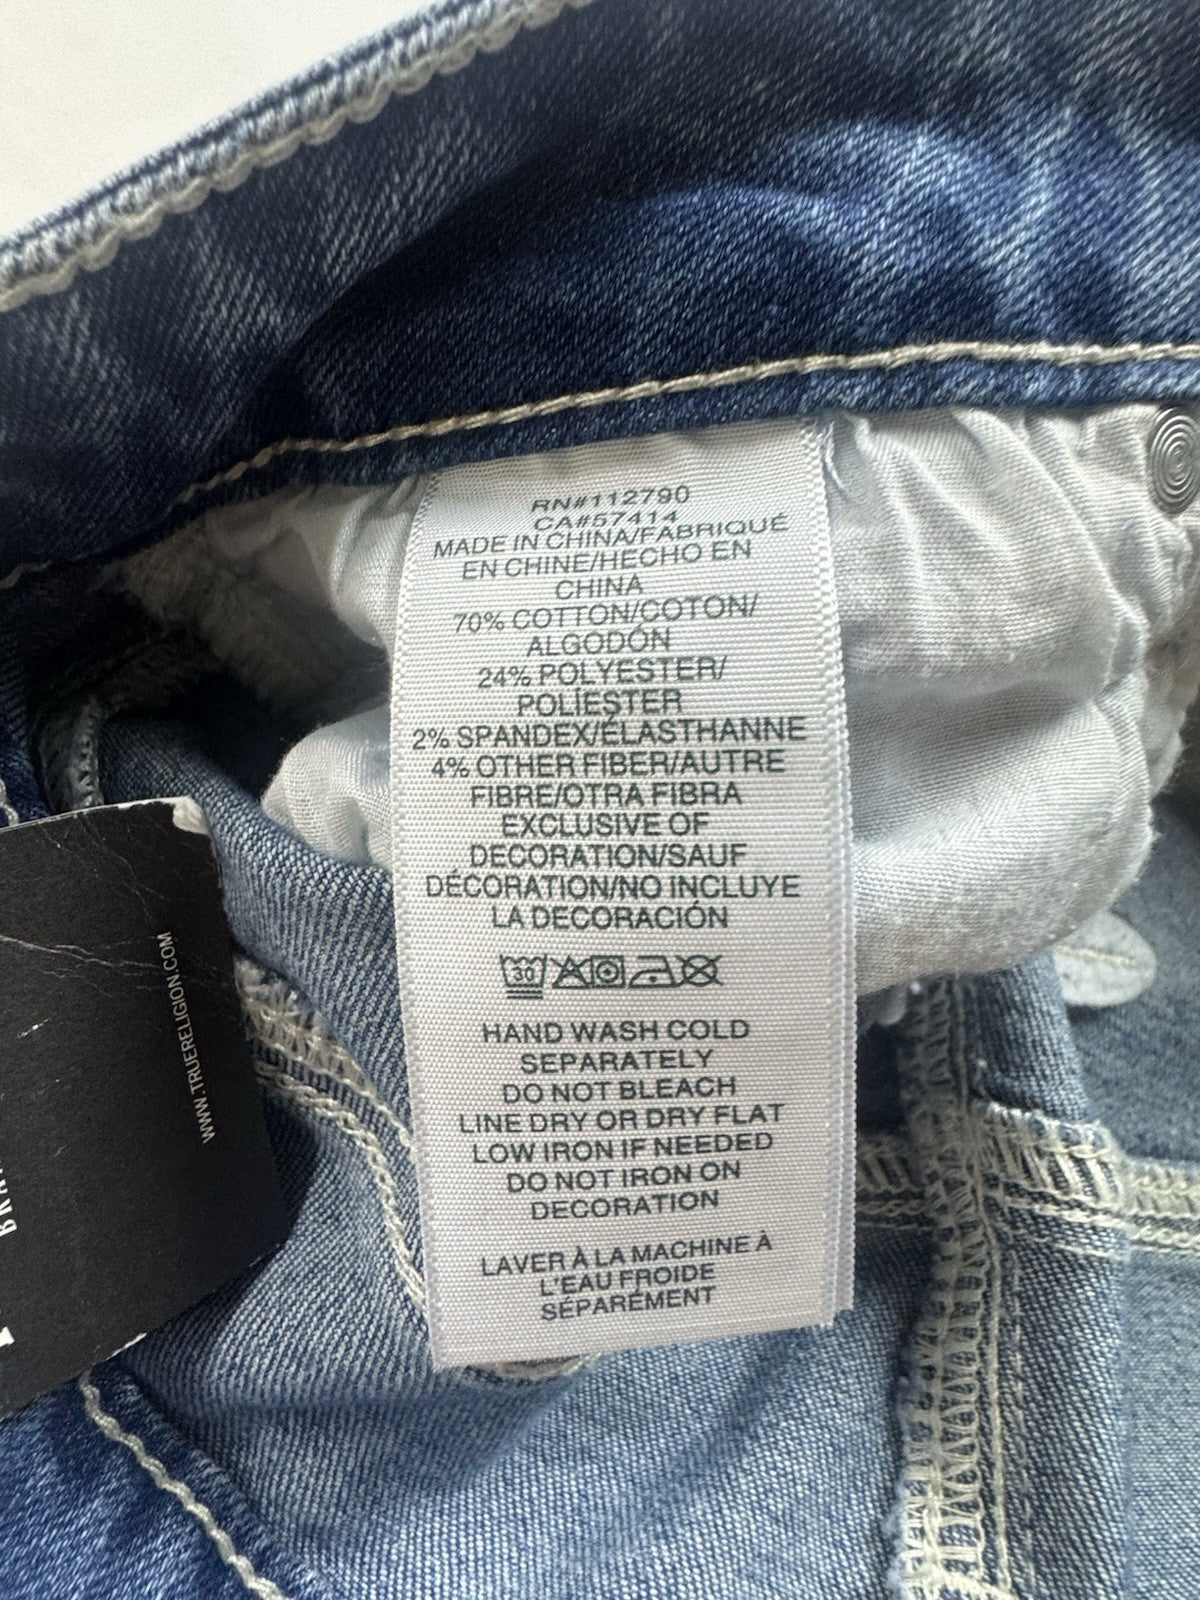 RN#112790
CA#57414
MADE IN CHINA/FABRIQUÉ
EN CHINE/HECHO EN
CHINA
70% COTTON/COTON/
ALGODÓN
24% POLYESTER/
POLÍESTER
2% SPANDEX/ÉLASTHANNE
4% OTHER FIBER/AUTRE
FIBRE/OTRA FIBRA
EXCLUSIVE OF
DECORATION/SAUF
DÉCORATION/NO INCLUYE
LA DECORACIÓN
30
HAND WASH COLD
SEPARATELY
DO NOT BLEACH
LINE DRY OR DRY FLAT
LOW IRON IF NEEDED
DO NOT IRON ON
DECORATION
LAVER À LA MACHINE À
L'EAU FROIDE
SÉPARÉMENT
WWW.TRUERELIGION.COM